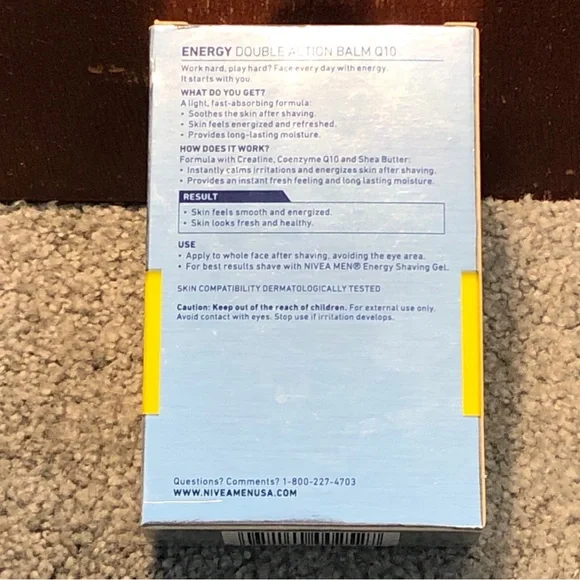 ENERGY DOUBLE ACTION BALM Q10
Work hard, play hard? Face every day with energy.
It starts with you.
WHAT DO YOU GET?
A light, fast-absorbing formula:
• Soothes the skin after shaving.
• Skin feels energized and refreshed.
• Provides long-lasting moisture.
HOW DOES IT WORK?
Formula with Creatine, Coenzyme Q10 and Shea Butter:
• Instantly calms irritations and energizes skin after shaving.
• Provides an instant fresh feeling and long lasting moisture.
RESULT
• Skin feels smooth and energized.
• Skin looks fresh and healthy.
USE
• Apply to whole face after shaving, avoiding the eye area.
• For best results shave with NIVEA MEN® Energy Shaving Gel.
SKIN COMPATIBILITY DERMATOLOGICALLY TESTED
Caution: Keep out of the reach of children. For external use only.
Avoid contact with eyes. Stop use if irritation develops.
Questions? Comments? 1-800-227-4703
WWW.NIVEAMENUSA.COM